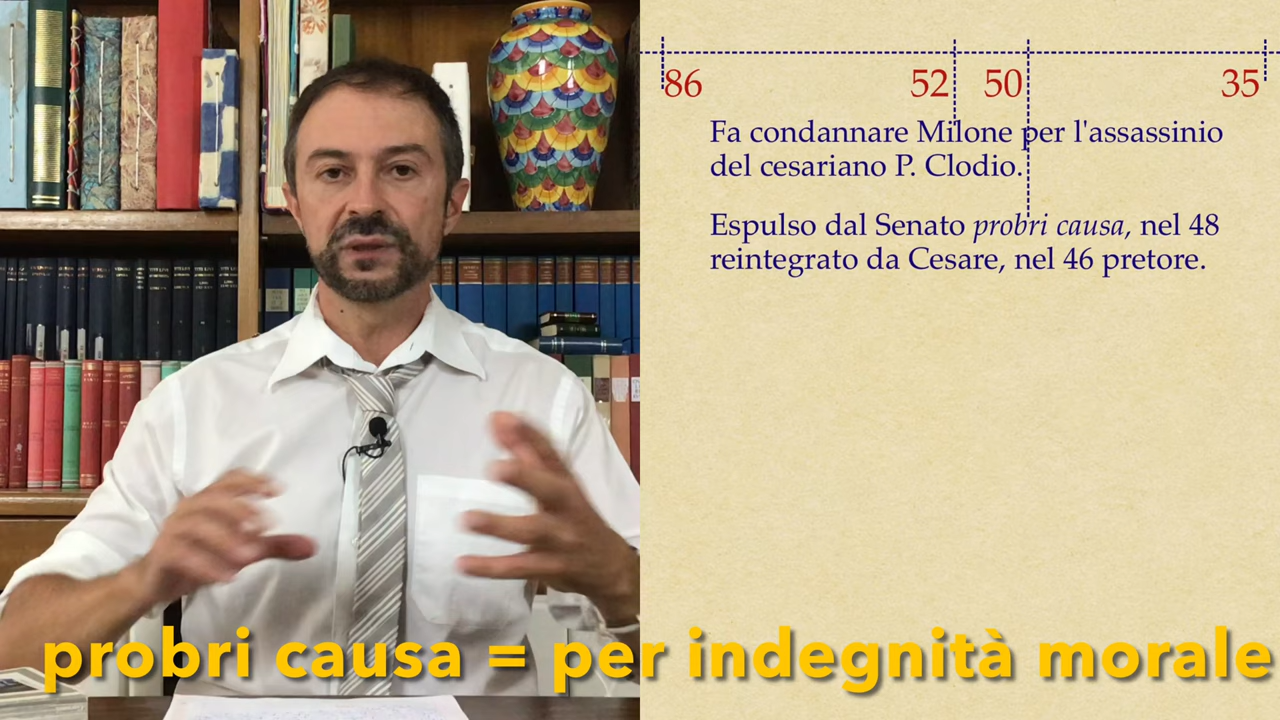 86 52 50 35
Fa condannare Milone per l'assassinio
del cesariano P. Clodio.
Espulso dal Senato probri causa, nel 48
reintegrato da Cesare, nel 46 pretore.
probri causa = per indegnità morale